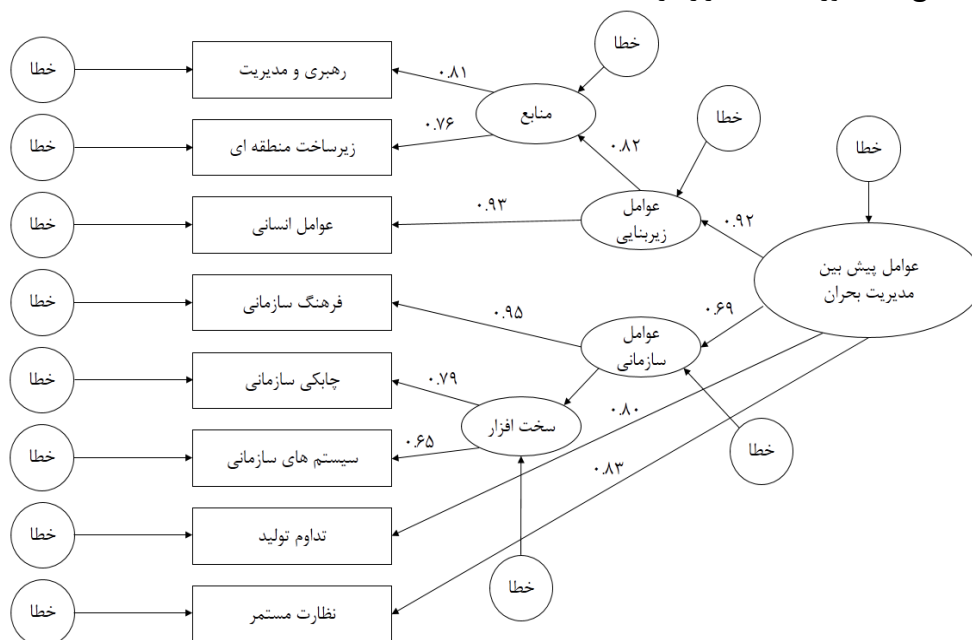 خطا
رهبری و مدیریت
۰.۸۱
منابع
خطا
خطا
زیرساخت منطقه ای
۰.۷۶
۰.۸۲
خطا
خطا
خطا
عوامل انسانی
۰.۹۳
عوامل
زیربنایی
۰.۹۲
عوامل پیش بین
مدیریت بحران
خطا
فرهنگ سازمانی
۰.۹۵
عوامل
سازمانی
۰.۶۹
خطا
چابکی سازمانی
۰.۷۹
سخت افزار
۰.۸۰
خطا
خطا
سیستم های سازمانی
۰.۶۵
۰.۸۳
خطا
تداوم تولید
خطا
خطا
نظارت مستمر